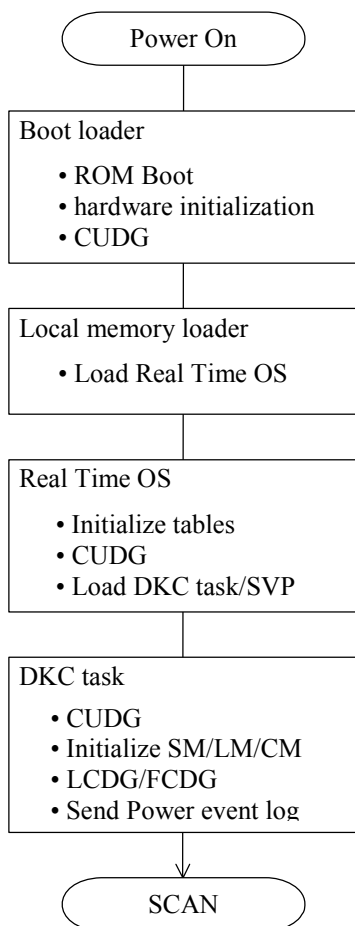 Power On
Boot loader
• ROM Boot
• hardware initialization
• CUDG
Local memory loader
• Load Real Time OS
Real Time OS
• Initialize tables
• CUDG
• Load DKC task/SVP
DKC task
• CUDG
• Initialize SM/LM/CM
• LCDG/FCDG
• Send Power event log
SCAN